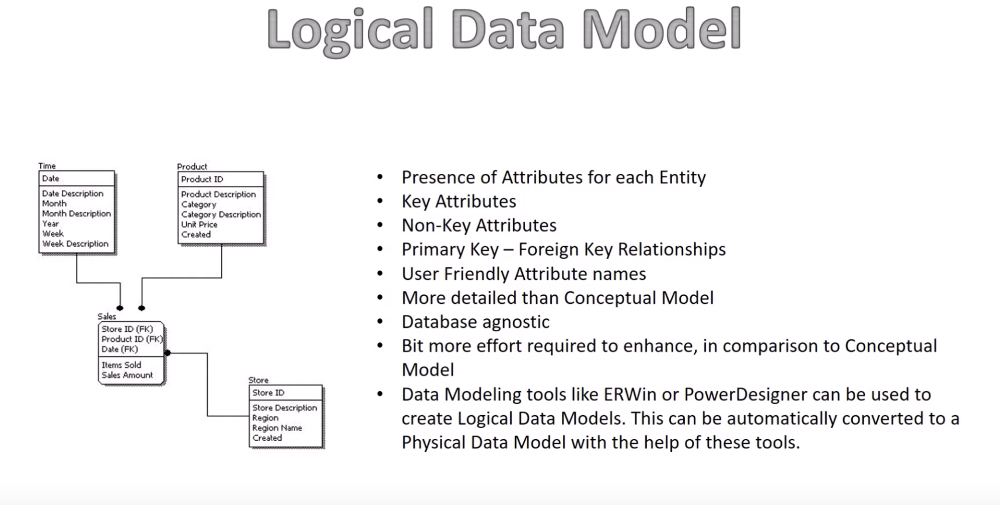 Logical Data Model
Time
Date
Date Description
Month
Month Description
Year
Week
Week Description
Product
Product ID
Product Description
Category
Category Description
Unit Price
Created
Sales
Store ID (FK)
Product ID (FK)
Date (FK)
Items Sold
Sales Amount
Store
Store ID
Store Description
Region
Region Name
Created
• Presence of Attributes for each Entity
• Key Attributes
• Non-Key Attributes
• Primary Key – Foreign Key Relationships
• User Friendly Attribute names
• More detailed than Conceptual Model
• Database agnostic
• Bit more effort required to enhance, in comparison to Conceptual
Model
• Data Modeling tools like ERWin or PowerDesigner can be used to
create Logical Data Models. This can be automatically converted to a
Physical Data Model with the help of these tools.